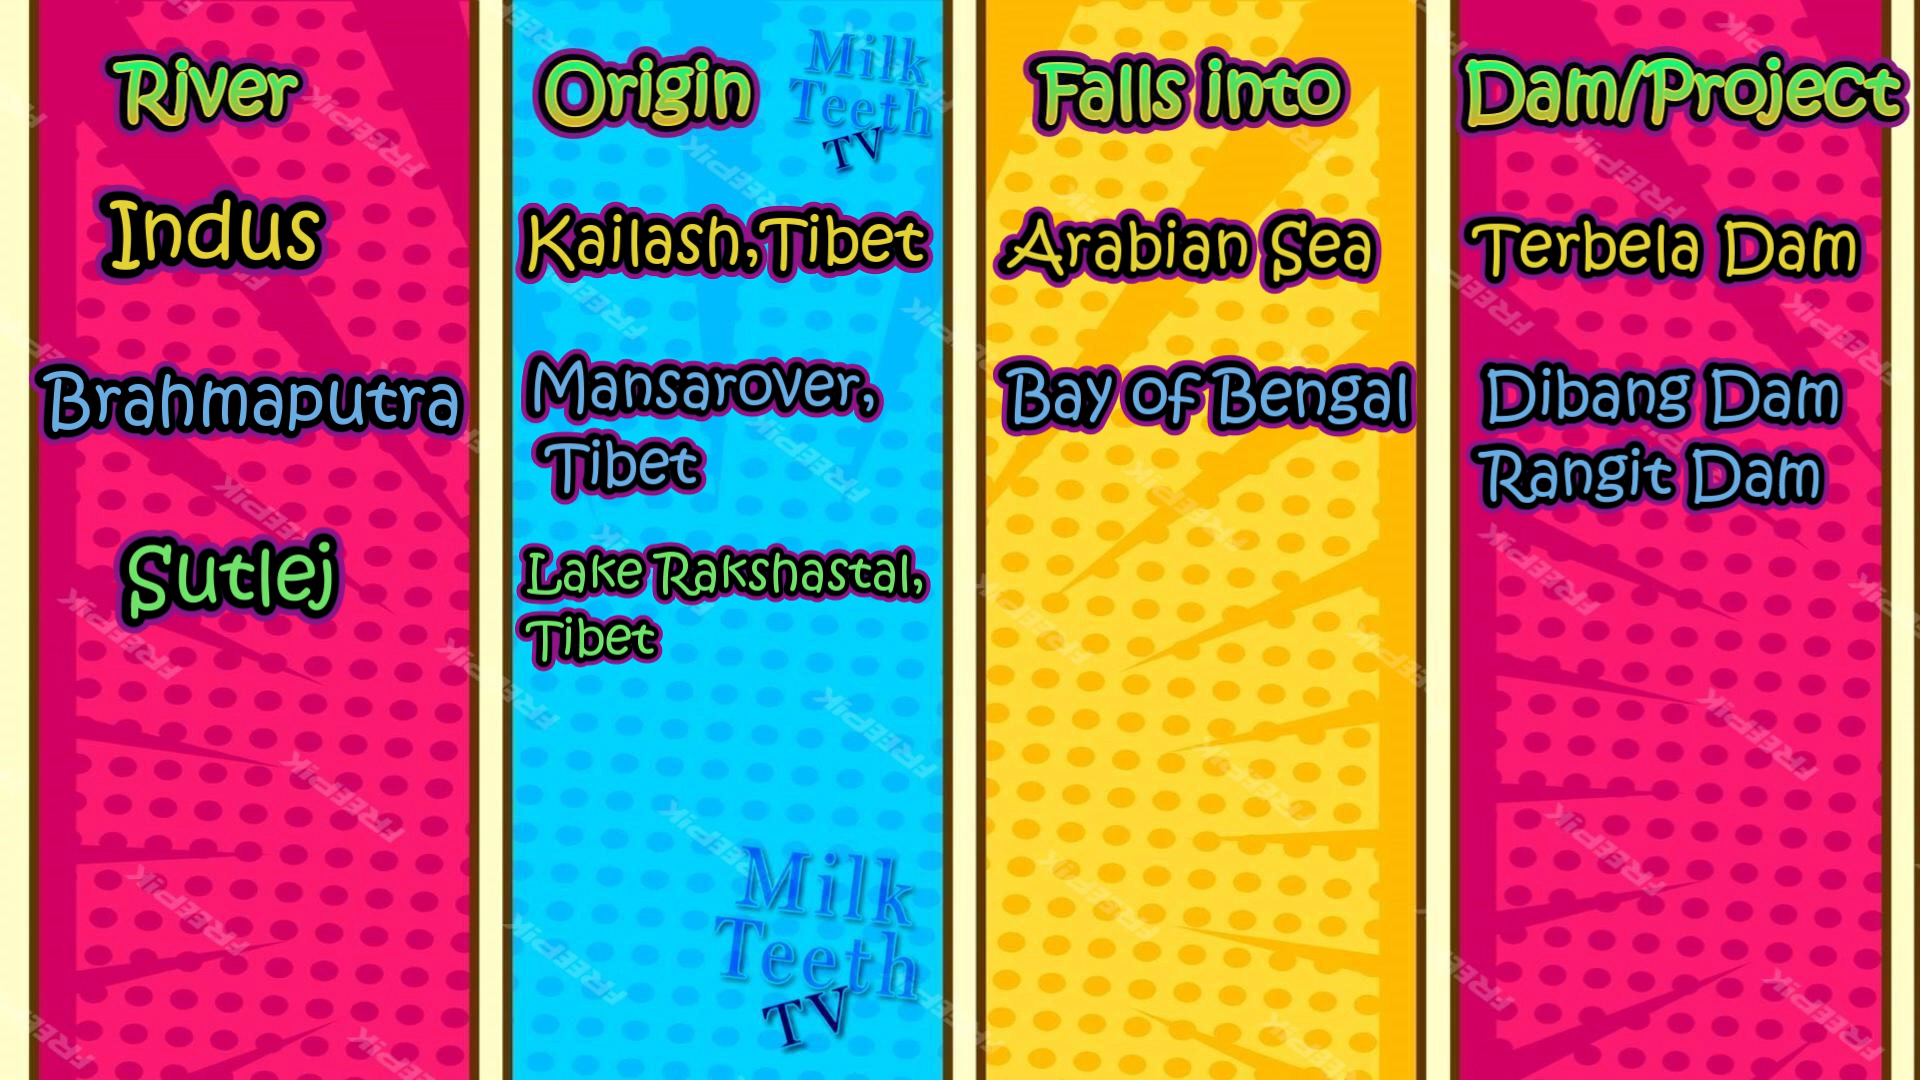 River Origin Falls into Dam/Project
Milk
Teeth
TV
Indus Kailash,Tibet Arabian Sea Terbela Dam
Brahmaputra Mansarover, Bay of Bengal Dibang Dam
Tibet Rangit Dam
Sutlej Lake Rakshastal,
Tibet
Milk
Teeth
TV
FREEPIK